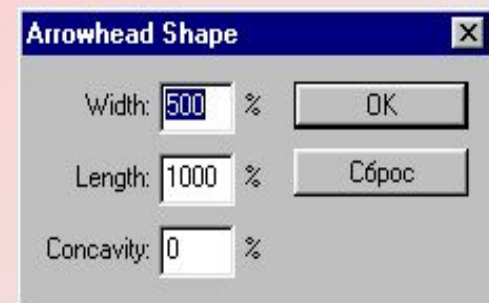 Arrowhead Shape
Width: 500 % OK
Length: 1000 % Сброс
Concavity: 0 %